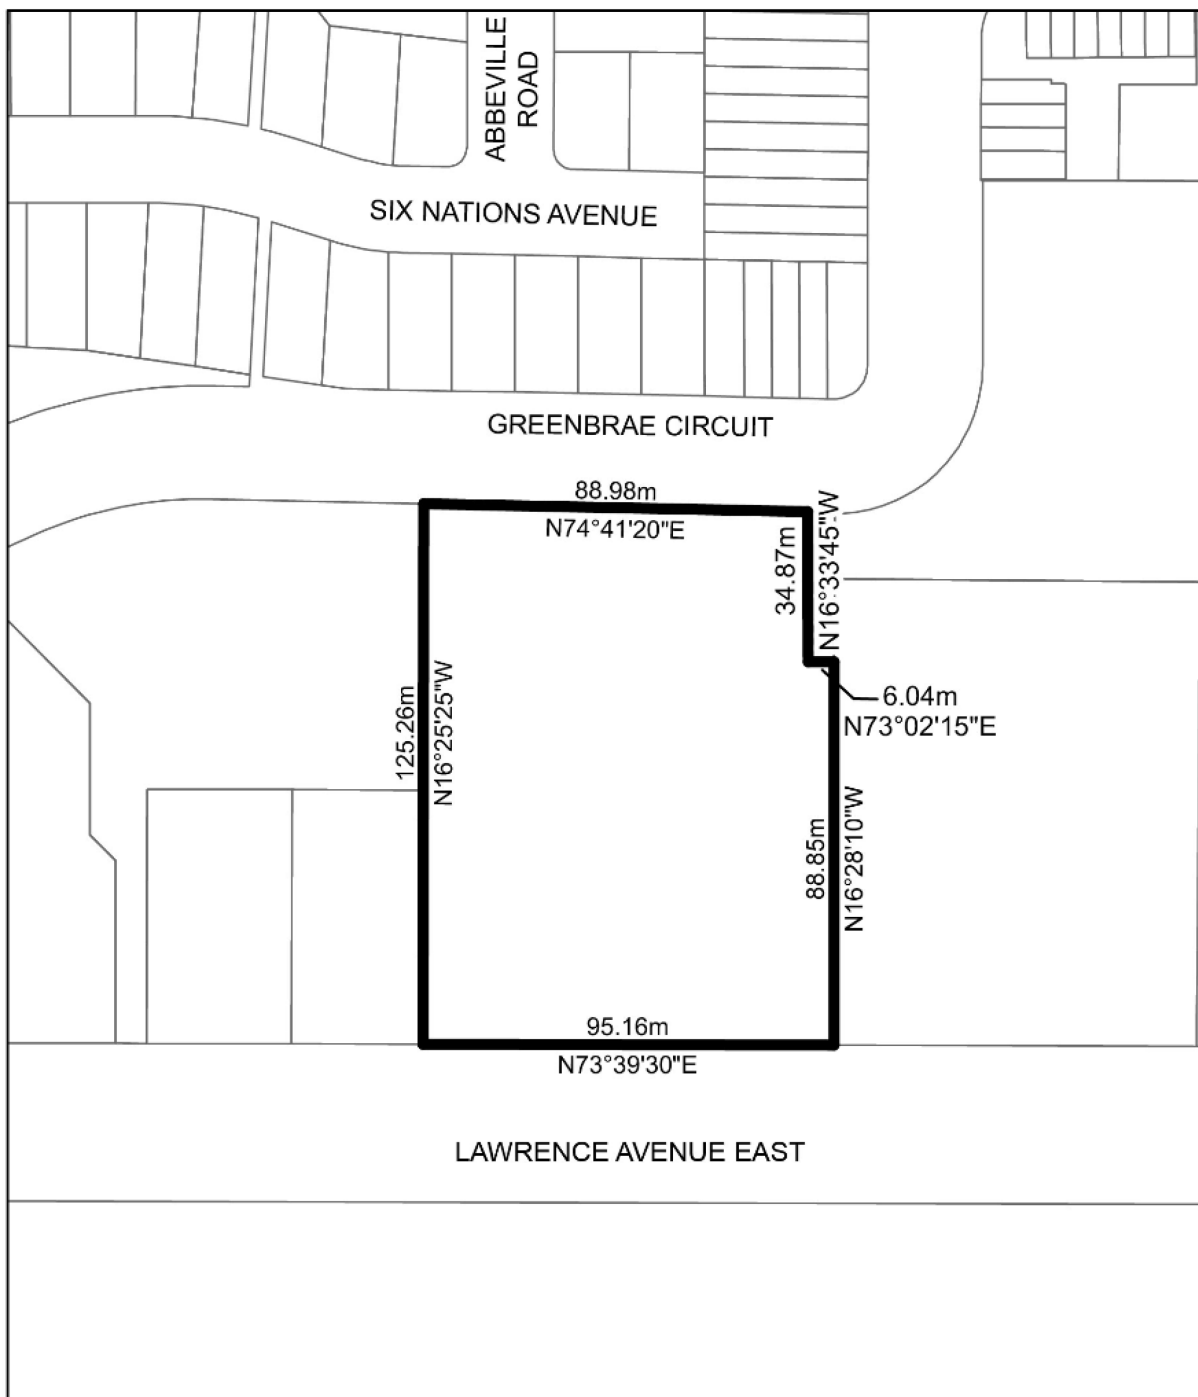 ABBEVILLE
ROAD
SIX NATIONS AVENUE
GREENBRAE CIRCUIT
88.98m
N74°41'20"E
34.87m
N16°33'45"W
6.04m
N73°02'15"E
125.26m
N16°25'25"W
88.85m
N16°28'10"W
95.16m
N73°39'30"E
LAWRENCE AVENUE EAST